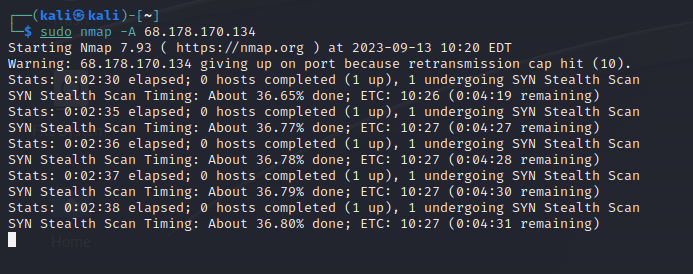 ┌──(kali㉿kali)-[~]
└─$ sudo nmap -A 68.178.170.134
Starting Nmap 7.93 ( https://nmap.org ) at 2023-09-13 10:20 EDT
Warning: 68.178.170.134 giving up on port because retransmission cap hit (10).
Stats: 0:02:30 elapsed; 0 hosts completed (1 up), 1 undergoing SYN Stealth Scan
SYN Stealth Scan Timing: About 36.65% done; ETC: 10:26 (0:04:19 remaining)
Stats: 0:02:35 elapsed; 0 hosts completed (1 up), 1 undergoing SYN Stealth Scan
SYN Stealth Scan Timing: About 36.77% done; ETC: 10:27 (0:04:27 remaining)
Stats: 0:02:36 elapsed; 0 hosts completed (1 up), 1 undergoing SYN Stealth Scan
SYN Stealth Scan Timing: About 36.78% done; ETC: 10:27 (0:04:28 remaining)
Stats: 0:02:37 elapsed; 0 hosts completed (1 up), 1 undergoing SYN Stealth Scan
SYN Stealth Scan Timing: About 36.79% done; ETC: 10:27 (0:04:30 remaining)
Stats: 0:02:38 elapsed; 0 hosts completed (1 up), 1 undergoing SYN Stealth Scan
SYN Stealth Scan Timing: About 36.80% done; ETC: 10:27 (0:04:31 remaining)
Home